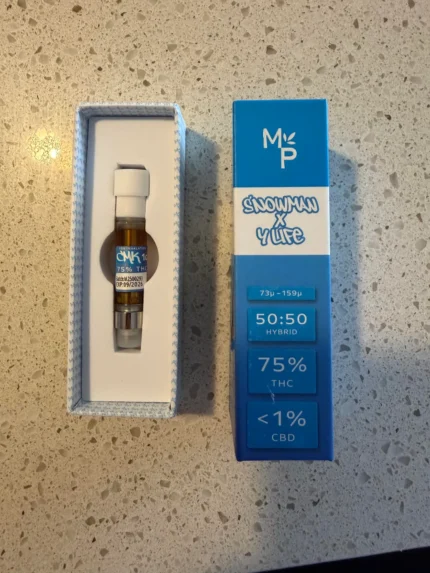 MP
SNOWMAN
X
Y LIFE
73µ - 159µ
50:50
HYBRID
75%
THC
<1%
CBD
75% TH